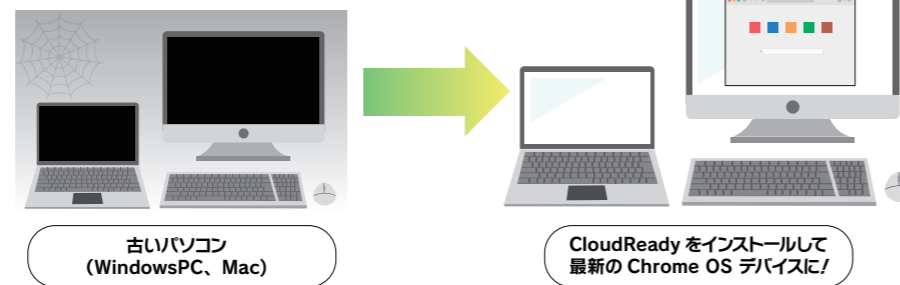 古いパソコン
（WindowsPC、Mac）
CloudReady をインストールして
最新の Chrome OS デバイスに!